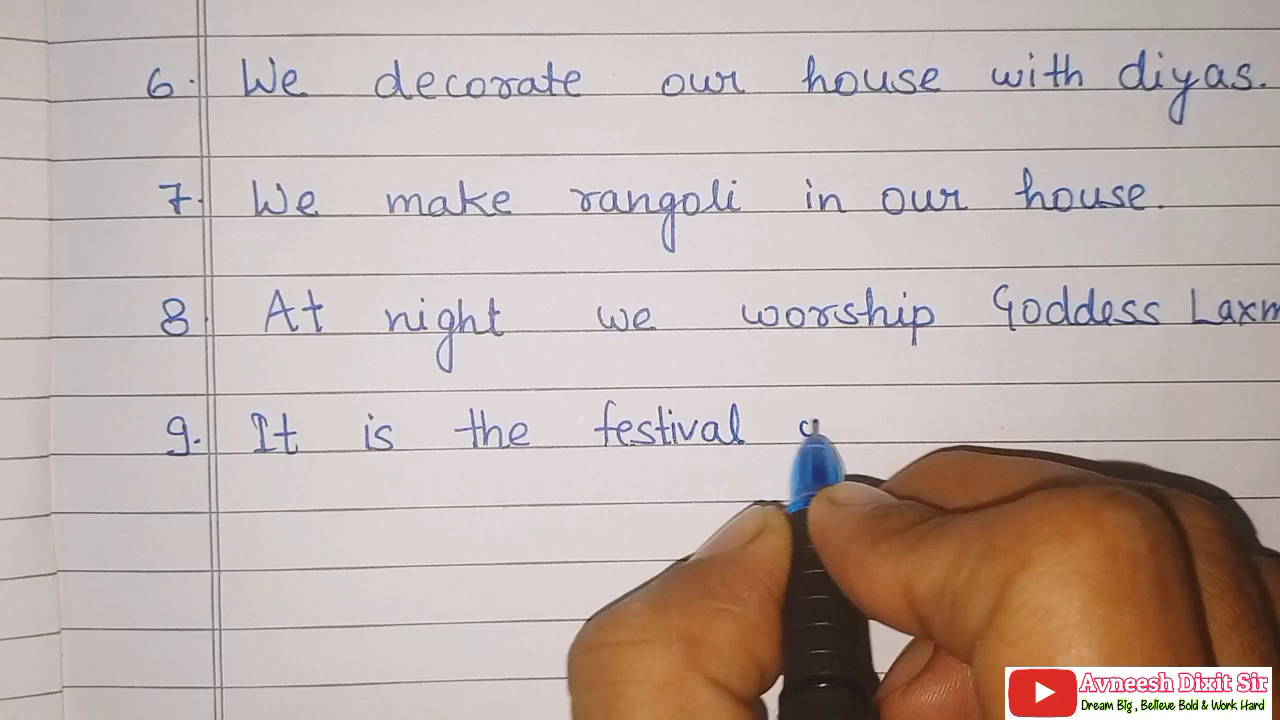 6. We decorate our house with diyas.
7. We make rangoli in our house.
8. At night we worship Goddess Laxm
9. It is the festival
Avneesh Dixit Sir
Dream Big , Believe Bold & Work Hard